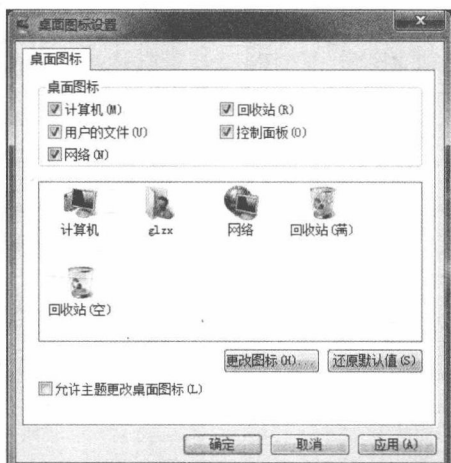 桌面图标设置
桌面图标
桌面图标
计算机(M) 回收站(R)
用户的文件(U) 控制面板(O)
网络(N)
计算机 glzx 网络 回收站(满)
回收站(空)
更改图标(H)... 还原默认值(S)
允许主题更改桌面图标(L)
确定 取消 应用(A)